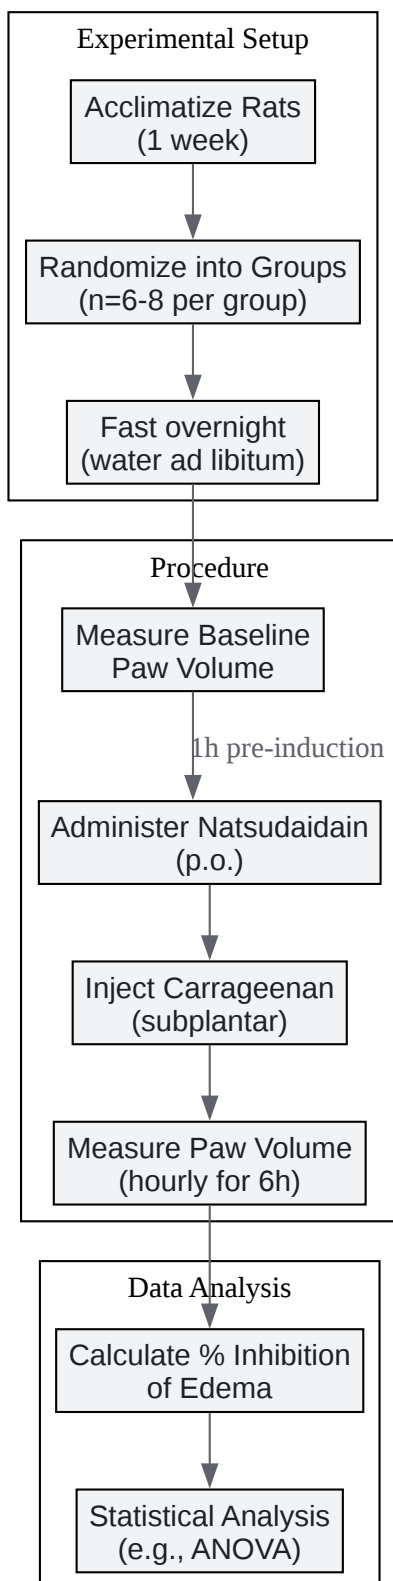 Experimental Setup
Acclimatize Rats
(1 week)
Randomize into Groups
(n=6-8 per group)
Fast overnight
(water ad libitum)
Procedure
Measure Baseline
Paw Volume
1h pre-induction
Administer Natsudaidain
(p.o.)
Inject Carrageenan
(subplantar)
Measure Paw Volume
(hourly for 6h)
Data Analysis
Calculate % Inhibition
of Edema
Statistical Analysis
(e.g., ANOVA)